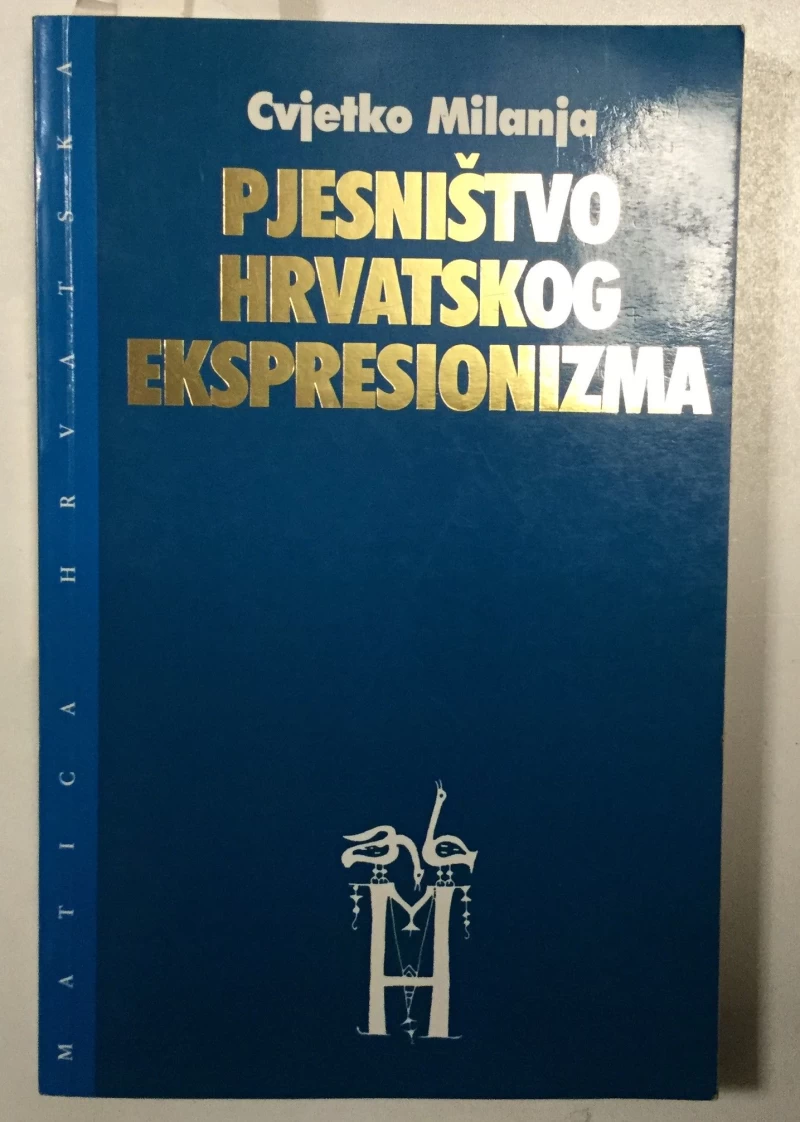 Cvjetko Milanja
PJESNIŠTVO
HRVATSKOG
EKSPRESIONIZMA
MATICA HRVATSKA